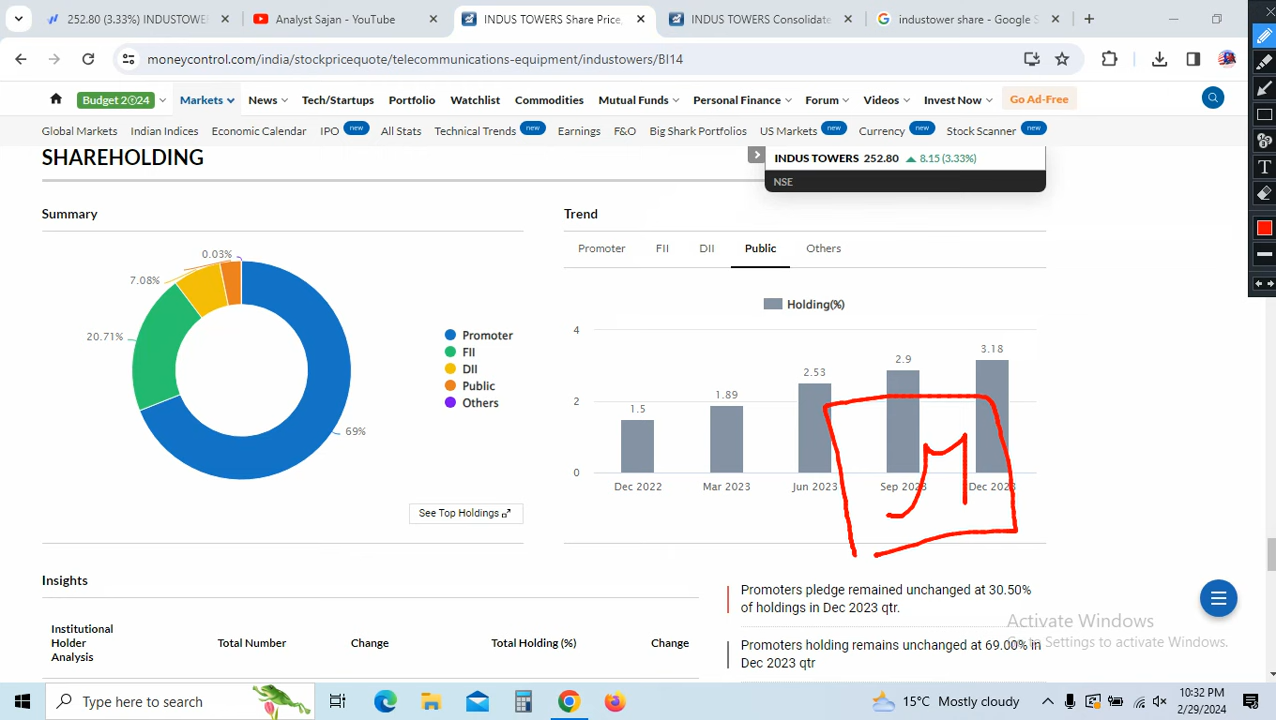 252.80 (3.33%) INDUSTOWE
Analyst Sajan - YouTube
INDUS TOWERS Share Price,
INDUS TOWERS Consolidate
industower share - Google S
moneycontrol.com/india/stockpricequote/telecommunications-equipment/industowers/BI14
Budget 2024 Markets News Tech/Startups Portfolio Watchlist Commodities Mutual Funds Personal Finance Forum Videos Invest Now Go Ad-Free
Global Markets Indian Indices Economic Calendar IPO new All Stats Technical Trends new Earnings F&O Big Shark Portfolios US Markets new Currency new Stock Scanner new
SHAREHOLDING
INDUS TOWERS 252.80 ▲ 8.15 (3.33%)
NSE
Summary
0.03%
7.08%
20.71%
69%
Promoter
FII
DII
Public
Others
See Top Holdings
Trend
Promoter FII DII Public Others
Holding(%)
4
2
0
1.5
1.89
2.53
2.9
3.18
Dec 2022 Mar 2023 Jun 2023 Sep 2023 Dec 2023
Insights
Institutional
Holder
Analysis
Total Number Change Total Holding (%) Change
Promoters pledge remained unchanged at 30.50%
of holdings in Dec 2023 qtr.
Promoters holding remains unchanged at 69.00% in
Dec 2023 qtr
Activate Windows
Go to Settings to activate Windows.
T
Type here to search
15°C Mostly cloudy
10:32 PM
2/29/2024